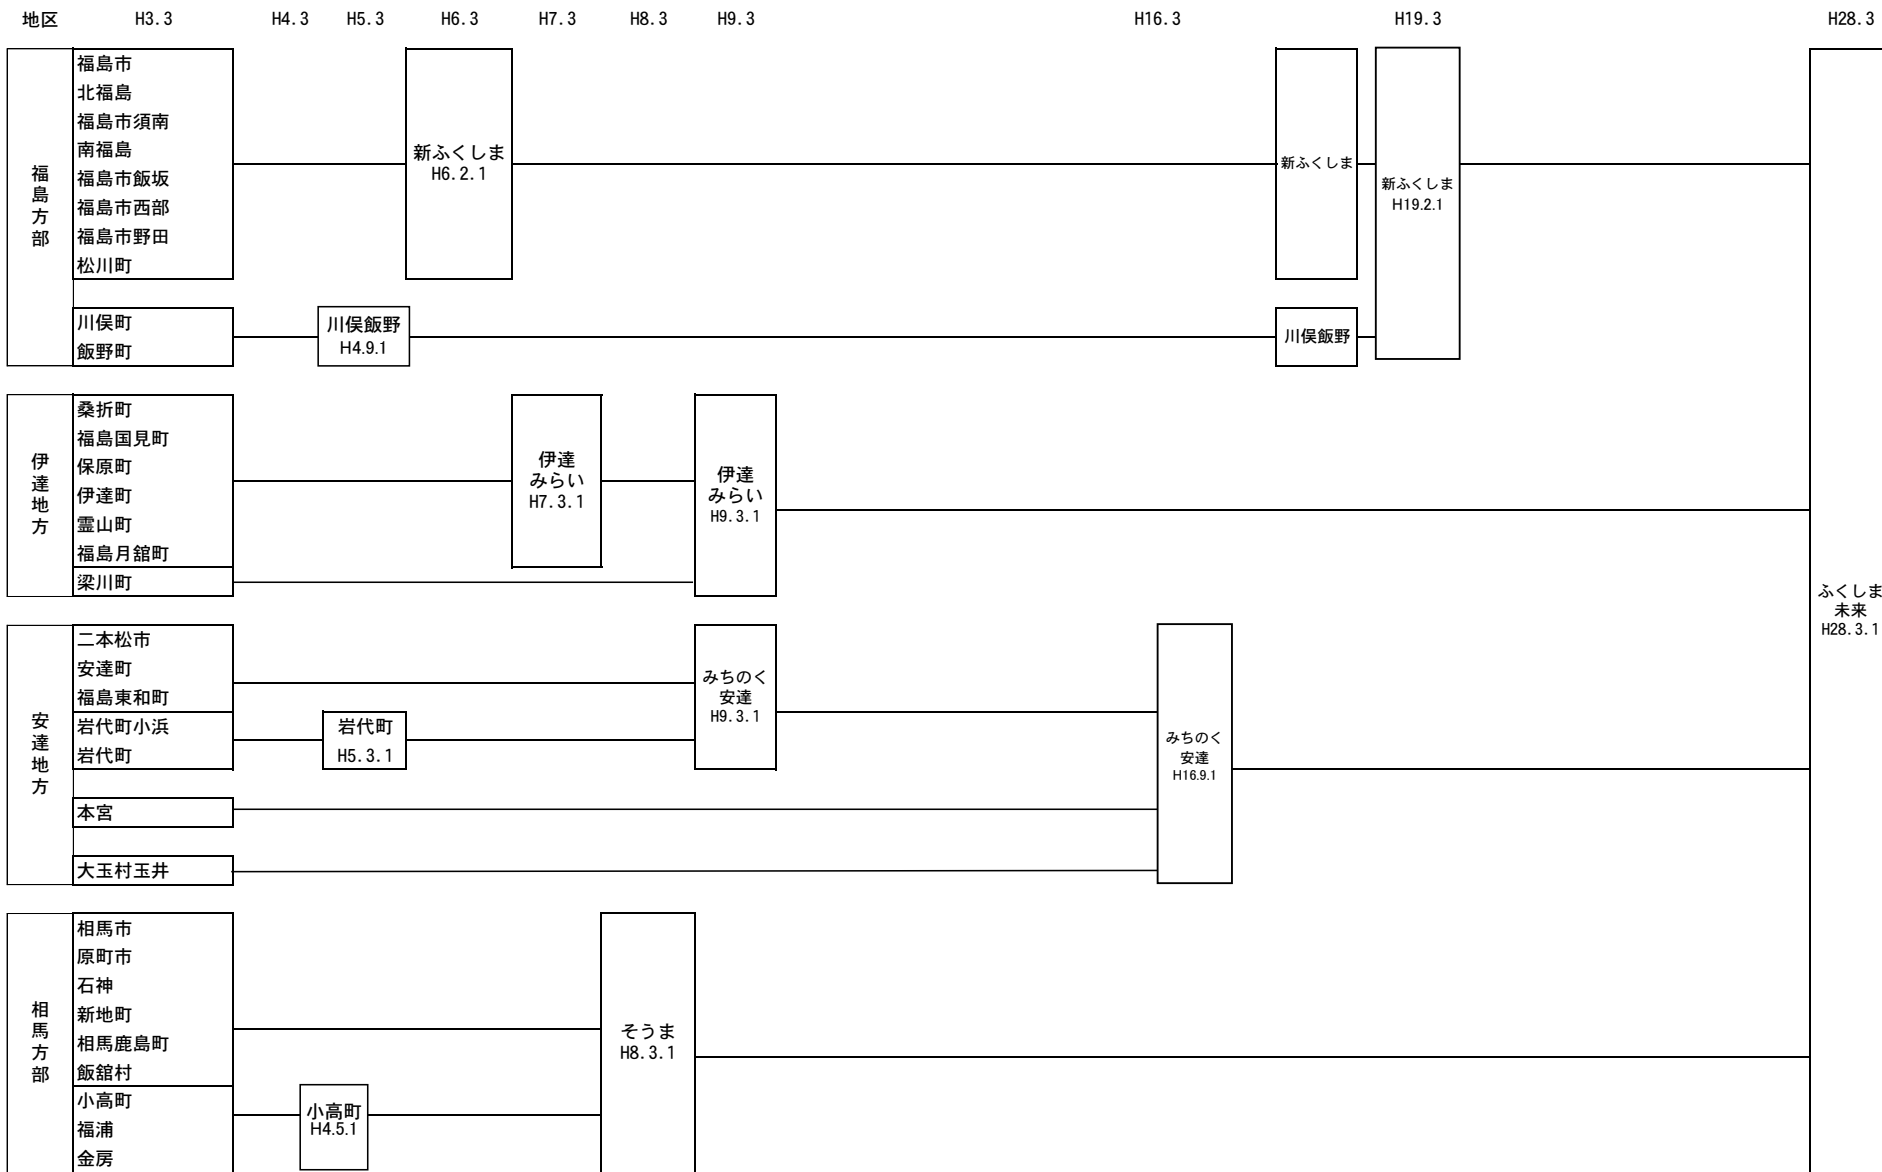 地区 H3.3 H4.3 H5.3 H6.3 H7.3 H8.3 H9.3 H16.3 H19.3 H28.3
福島方部
福島市
北福島
福島市須南
南福島
福島市飯坂
福島市西部
福島市野田
松川町
新ふくしま
H6.2.1
新ふくしま
新ふくしま
H19.2.1
川俣町
飯野町
川俣飯野
H4.9.1
川俣飯野
伊達地方
桑折町
福島国見町
保原町
伊達町
霊山町
福島月舘町
梁川町
伊達
みらい
H7.3.1
伊達
みらい
H9.3.1
安達地方
二本松市
安達町
福島東和町
岩代町小浜
岩代町
岩代町
H5.3.1
みちのく
安達
H9.3.1
本宮
大玉村玉井
みちのく
安達
H16.9.1
相馬方部
相馬市
原町市
石神
新地町
相馬鹿島町
飯舘村
小高町
福浦
金房
小高町
H4.5.1
そうま
H8.3.1
ふくしま
未来
H28.3.1